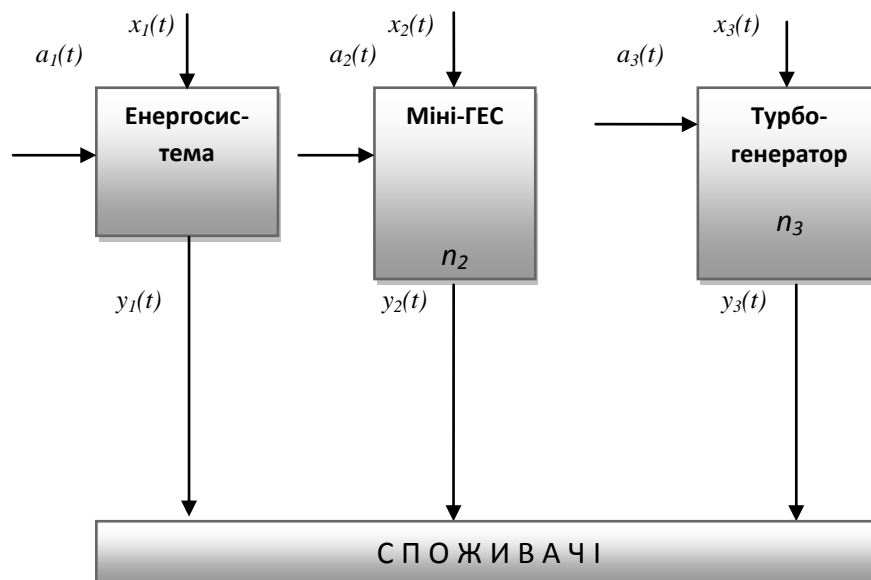 x1(t) x2(t) x3(t)
a1(t) a2(t) a3(t)
Енергосис-
тема
Міні-ГЕС
n2
Турбо-
генератор
n3
y1(t) y2(t) y3(t)
С П О Ж И В А Ч І